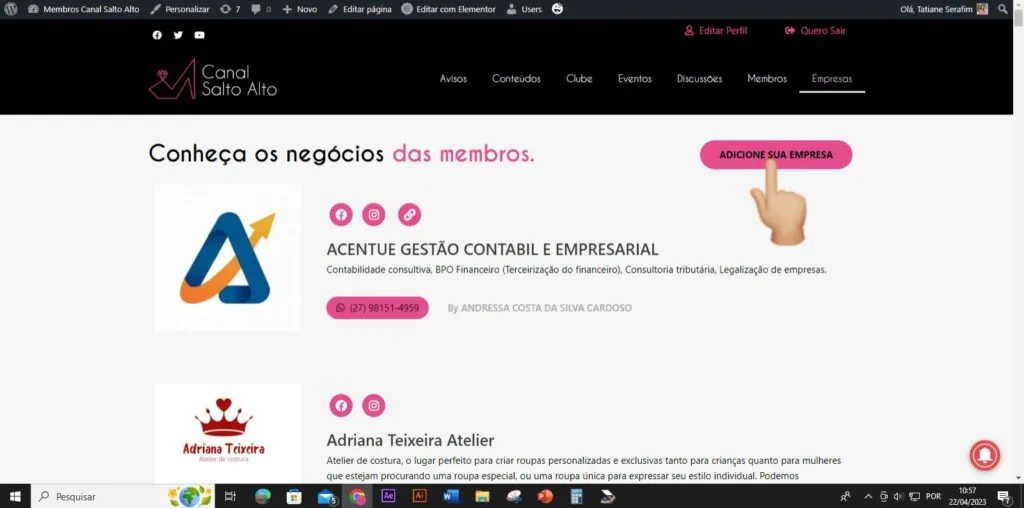 Membros Canal Salto Alto Personalizar 7 0 Novo Editar página Editar com Elementor Users Olá, Tatiane Serafim
Editar Perfil Quero Sair
Canal
Salto Alto
Avisos Conteúdos Clube Eventos Discussões Membros Empresas
Conheça os negócios das membros.
ADICIONE SUA EMPRESA
ACENTUE GESTÃO CONTABIL E EMPRESARIAL
Contabilidade consultiva, BPO Financeiro (Terceirização do financeiro), Consultoria tributária, Legalização de empresas.
(27) 98151-4959 By ANDRESSA COSTA DA SILVA CARDOSO
Adriana Teixeira
Atelier de costura
Adriana Teixeira Atelier
Atelier de costura, o lugar perfeito para criar roupas personalizadas e exclusivas tanto para crianças quanto para mulheres
que estejam procurando uma roupa especial, ou uma roupa única para expressar seu estilo individual. Podemos
Pesquisar
5
Ae
Ai
POR
10:57
22/04/2023